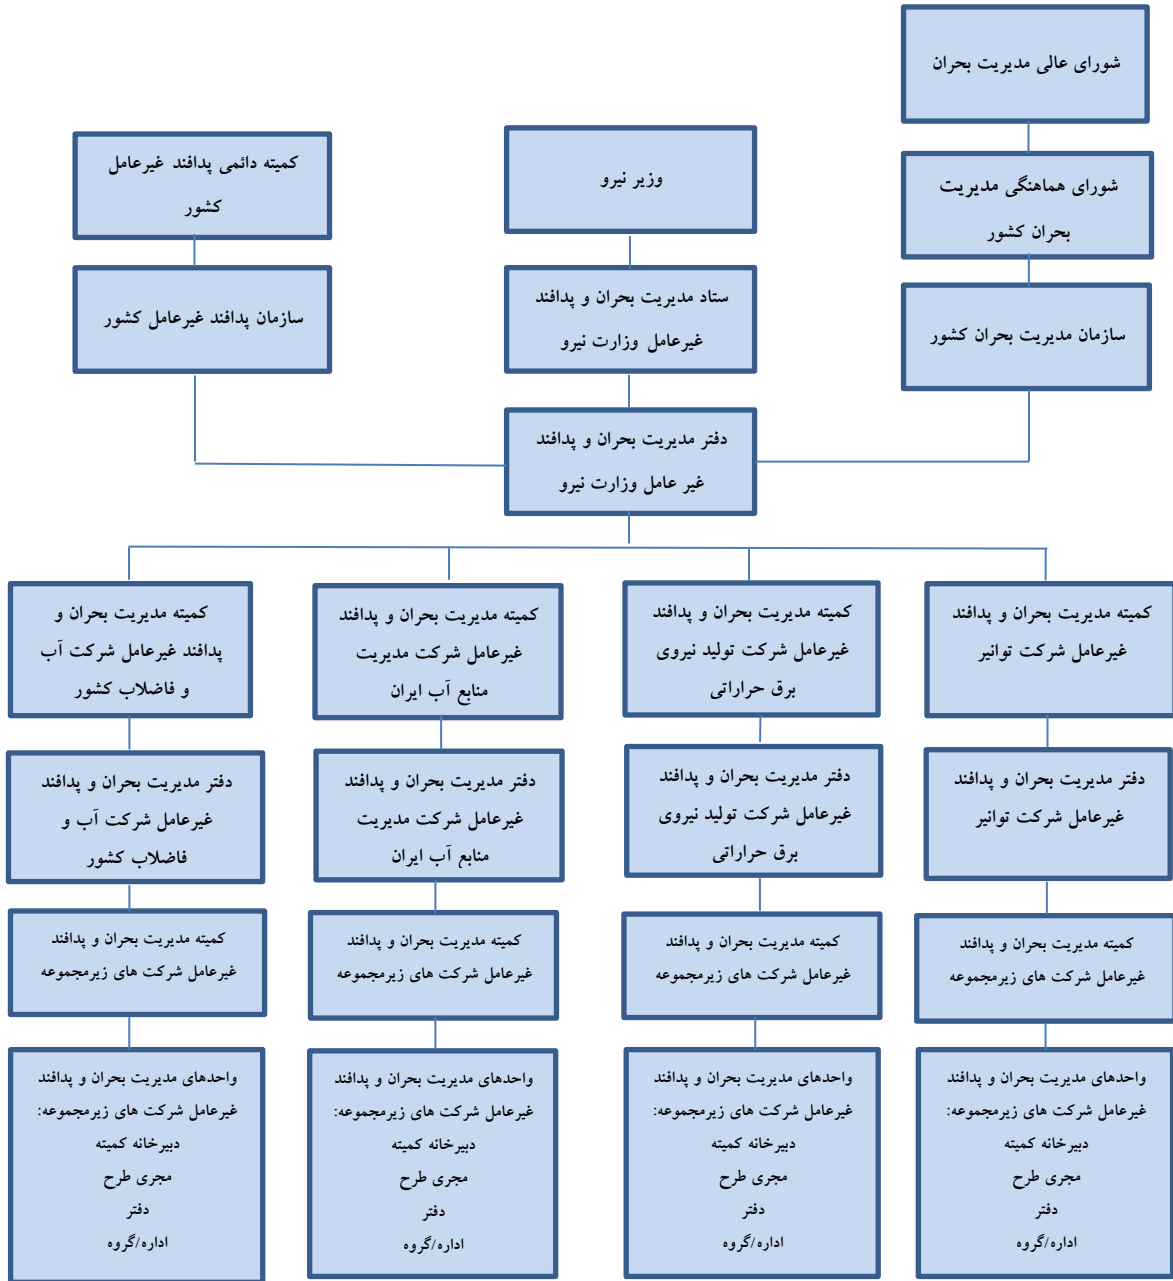 شورای عالی مدیریت بحران
شورای هماهنگی مدیریت
بحران کشور
سازمان مدیریت بحران کشور
وزیر نیرو
ستاد مدیریت بحران و پدافند
غیرعامل وزارت نیرو
کمیته دائمی پدافند غیرعامل
کشور
سازمان پدافند غیرعامل کشور
دفتر مدیریت بحران و پدافند
غیر عامل وزارت نیرو
کمیته مدیریت بحران و پدافند
غیرعامل شرکت توانیر
دفتر مدیریت بحران و پدافند
غیرعامل شرکت توانیر
کمیته مدیریت بحران و پدافند
غیرعامل شرکت های زیرمجموعه
واحدهای مدیریت بحران و پدافند
غیرعامل شرکت های زیرمجموعه:
دبیرخانه کمیته
مجری طرح
دفتر
اداره/گروه
کمیته مدیریت بحران و پدافند
غیرعامل شرکت تولید نیروی
برق حراراتی
دفتر مدیریت بحران و پدافند
غیرعامل شرکت تولید نیروی
برق حراراتی
کمیته مدیریت بحران و پدافند
غیرعامل شرکت های زیرمجموعه
واحدهای مدیریت بحران و پدافند
غیرعامل شرکت های زیرمجموعه:
دبیرخانه کمیته
مجری طرح
دفتر
اداره/گروه
کمیته مدیریت بحران و پدافند
غیرعامل شرکت مدیریت
منابع آب ایران
دفتر مدیریت بحران و پدافند
غیرعامل شرکت مدیریت
منابع آب ایران
کمیته مدیریت بحران و پدافند
غیرعامل شرکت های زیرمجموعه
واحدهای مدیریت بحران و پدافند
غیرعامل شرکت های زیرمجموعه:
دبیرخانه کمیته
مجری طرح
دفتر
اداره/گروه
کمیته مدیریت بحران و
پدافند غیرعامل شرکت آب
و فاضلاب کشور
دفتر مدیریت بحران و پدافند
غیرعامل شرکت آب و
فاضلاب کشور
کمیته مدیریت بحران و پدافند
غیرعامل شرکت های زیرمجموعه
واحدهای مدیریت بحران و پدافند
غیرعامل شرکت های زیرمجموعه:
دبیرخانه کمیته
مجری طرح
دفتر
اداره/گروه